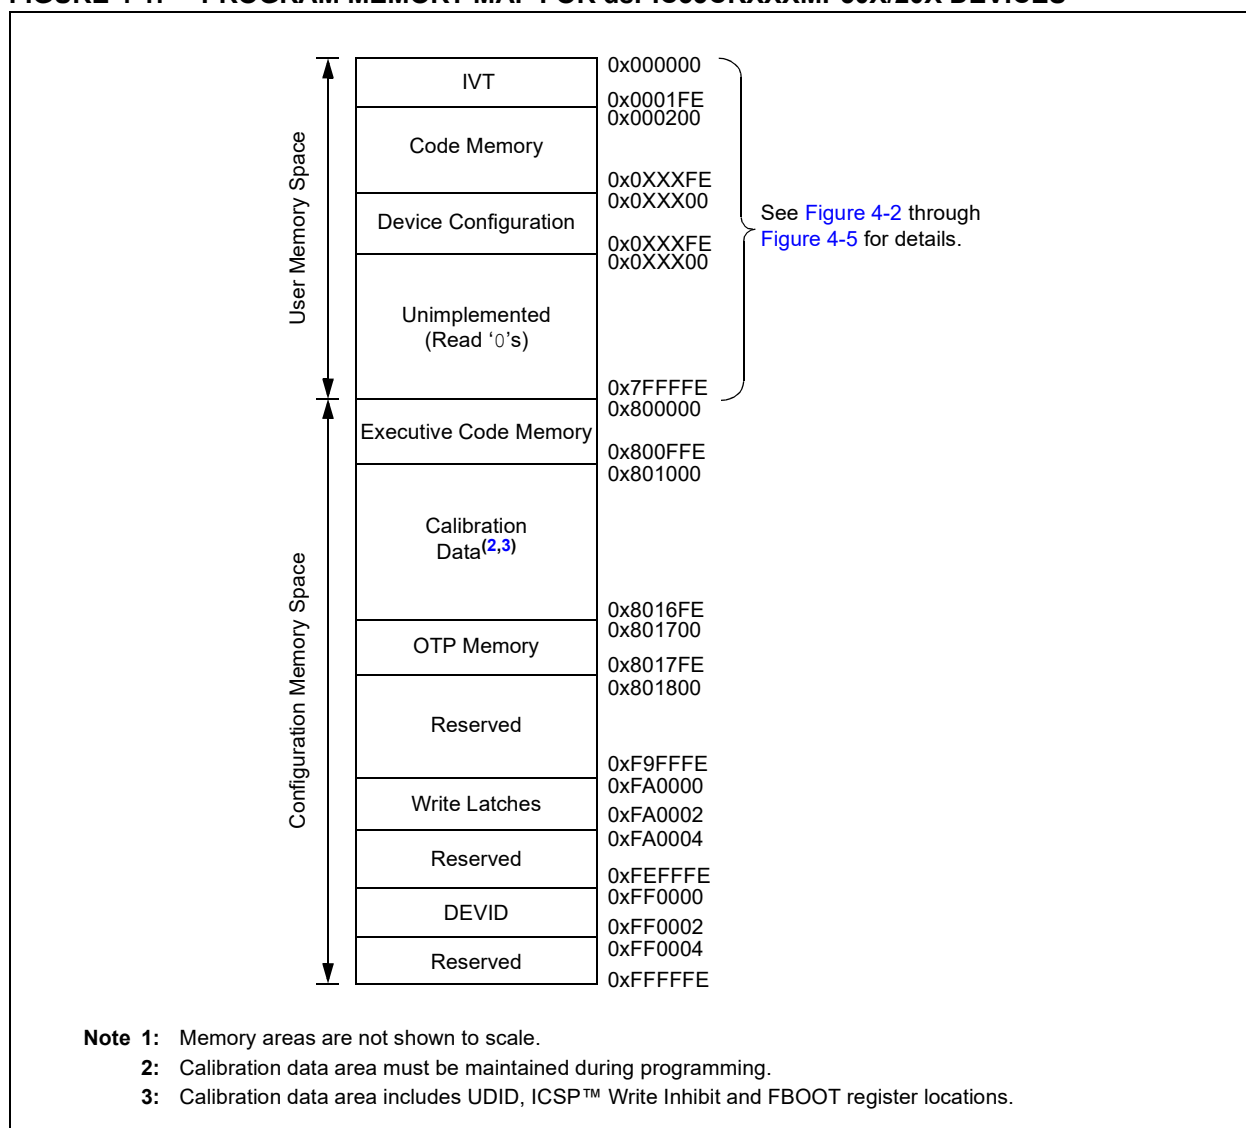 User Memory Space
IVT
0x000000
0x0001FE
0x000200
Code Memory
0x0XXXFE
0x0XXX00
Device Configuration
0x0XXXFE
0x0XXX00
See Figure 4-2 through
Figure 4-5 for details.
Unimplemented
(Read ‘0’s)
0x7FFFFE
Configuration Memory Space
0x800000
Executive Code Memory
0x800FFE
0x801000
Calibration
Data(2,3)
0x8016FE
0x801700
OTP Memory
0x8017FE
0x801800
Reserved
0xF9FFFE
0xFA0000
Write Latches
0xFA0002
0xFA0004
Reserved
0xFEFFFE
0xFF0000
DEVID
0xFF0002
0xFF0004
Reserved
0xFFFFFE
Note 1: Memory areas are not shown to scale.
2: Calibration data area must be maintained during programming.
3: Calibration data area includes UDID, ICSP™ Write Inhibit and FBOOT register locations.